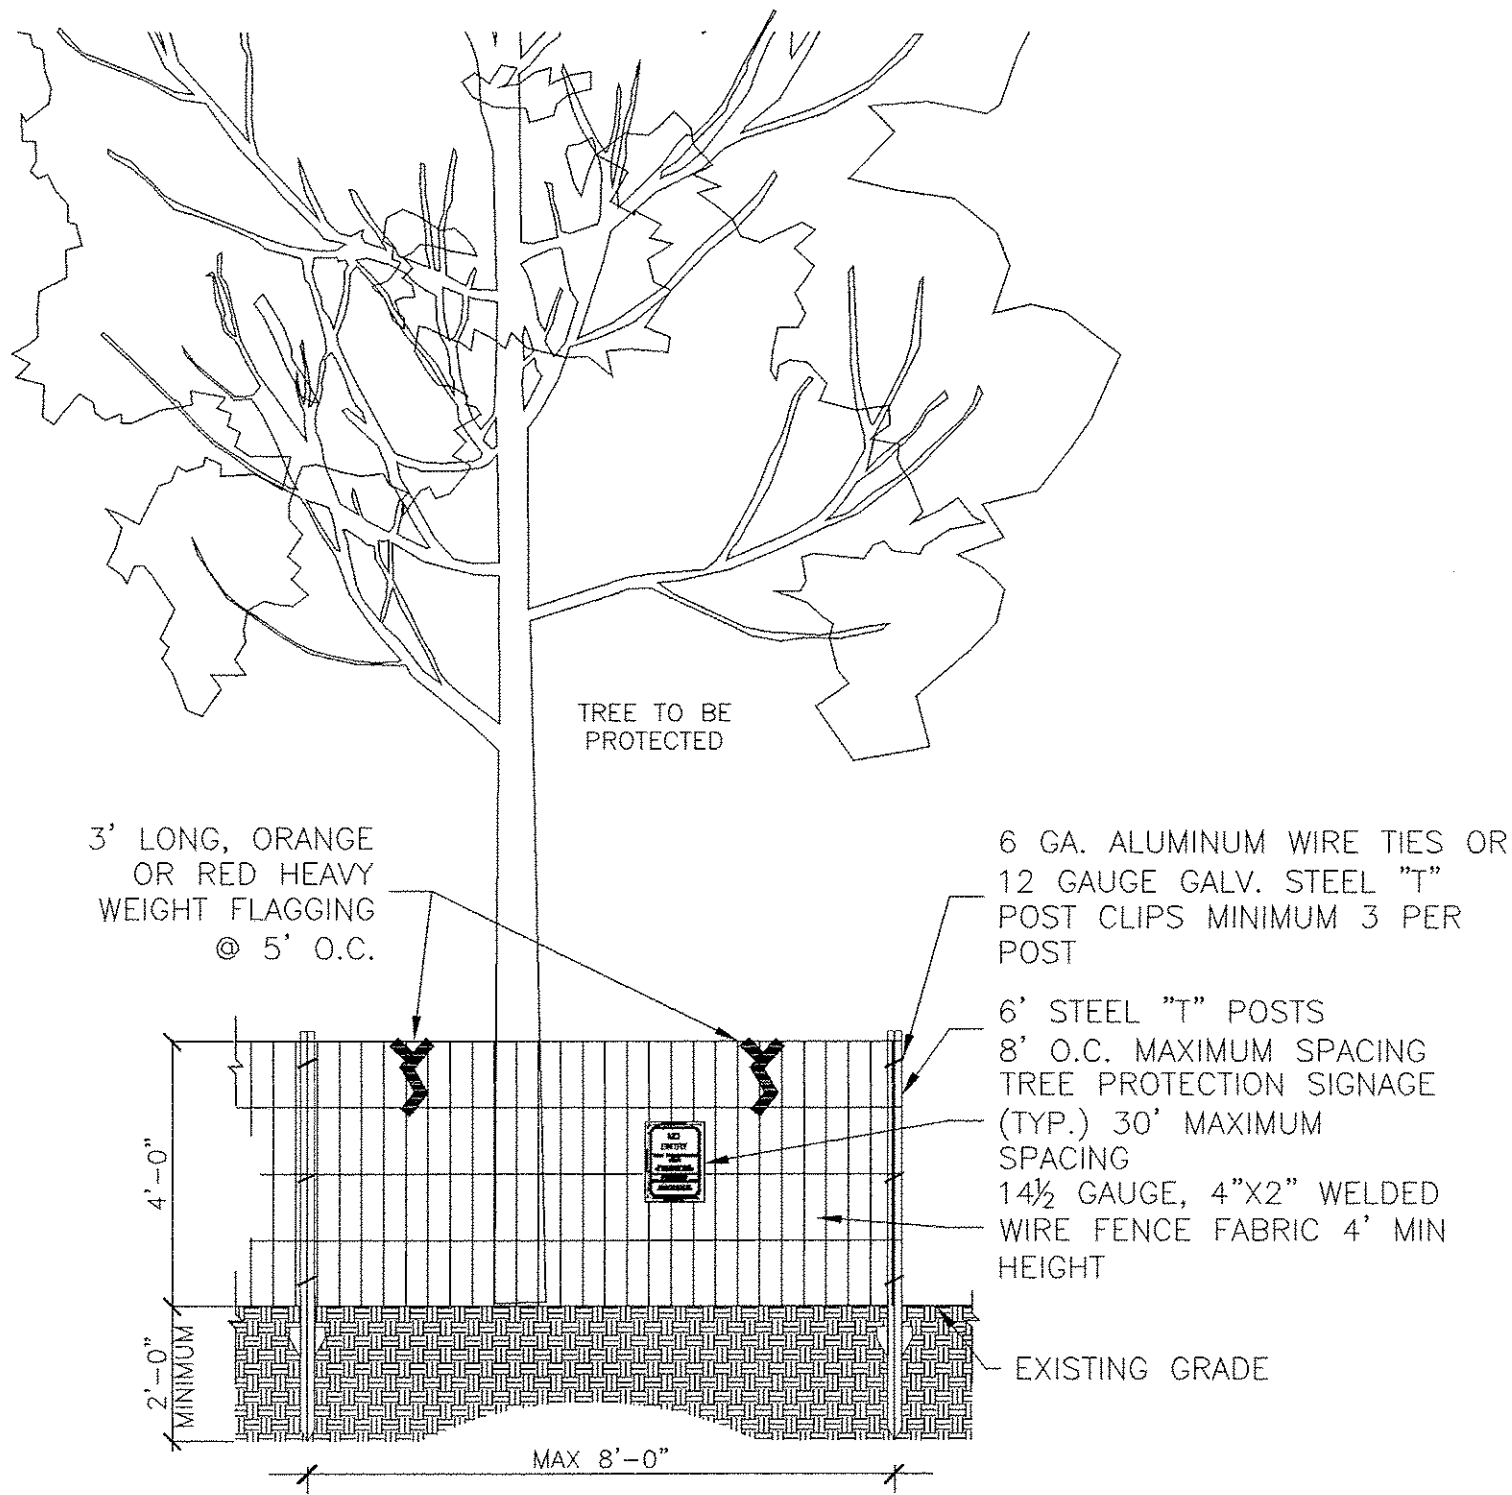 TREE TO BE
PROTECTED
3' LONG, ORANGE
OR RED HEAVY
WEIGHT FLAGGING
@ 5' O.C.
6 GA. ALUMINUM WIRE TIES OR
12 GAUGE GALV. STEEL "T"
POST CLIPS MINIMUM 3 PER
POST
6' STEEL "T" POSTS
8' O.C. MAXIMUM SPACING
TREE PROTECTION SIGNAGE
(TYP.) 30' MAXIMUM
SPACING
14½ GAUGE, 4"X2" WELDED
WIRE FENCE FABRIC 4' MIN
HEIGHT
NO
ENTRY
4'-0"
2'-0"
MINIMUM
EXISTING GRADE
MAX 8'-0"